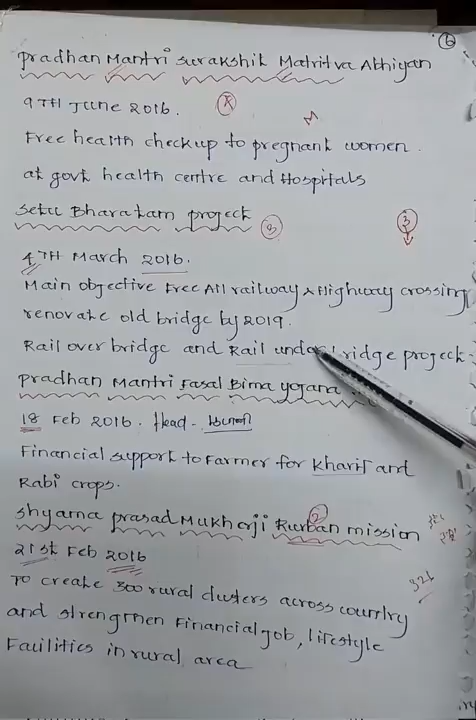 6
Pradhan Mantri Surakshit Matritva Abhiyan
9TH June 2016.
Free health checkup to pregnant women.
at govt health centre and Hospitals
Setu Bharatam project
3
3
4TH March 2016.
Main objective Free All railway & Highway crossing
renovate old bridge by 2019.
Rail over bridge and Rail under bridge project.
Pradhan Mantri Fasal Bima yojana
18 Feb 2016. Head -
Financial support to Farmer for Kharif and
Rabi crops.
Shyama prasad Mukherji Rurban mission
2
21st Feb 2016
To create 300 rural clusters across country
and strengthen Financial job, lifestyle
Facilities in rural area